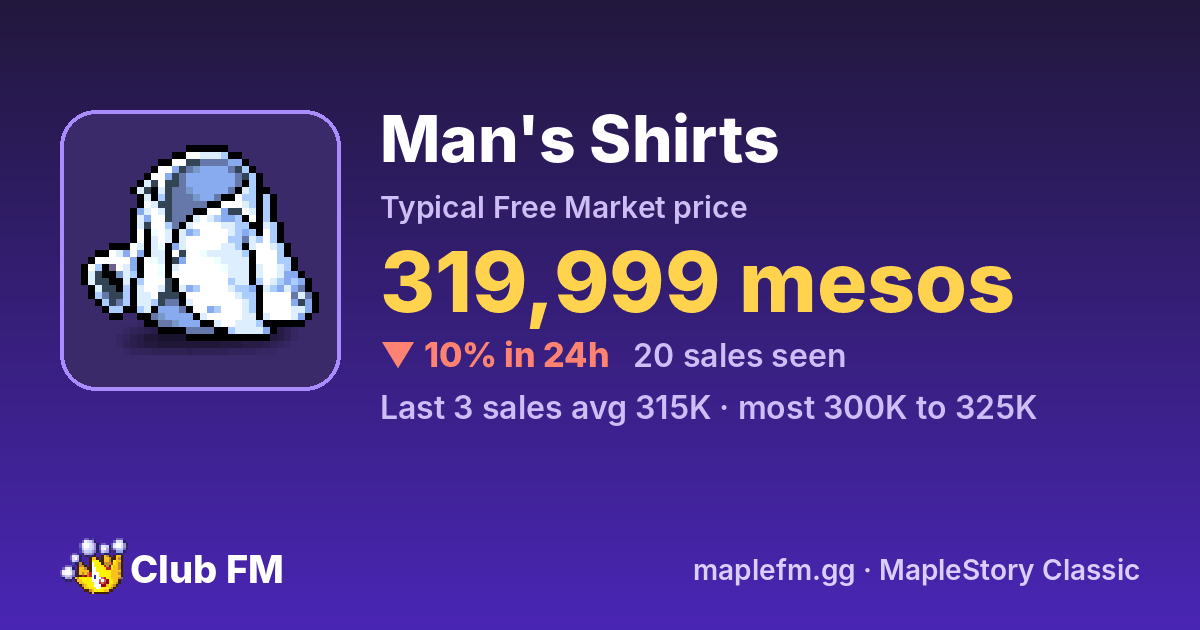 Man's Shirts
Typical Free Market price
319,999 mesos
▼ 10% in 24h 20 sales seen
Last 3 sales avg 315K · most 300K to 325K
Club FM
maplefm.gg · MapleStory Classic